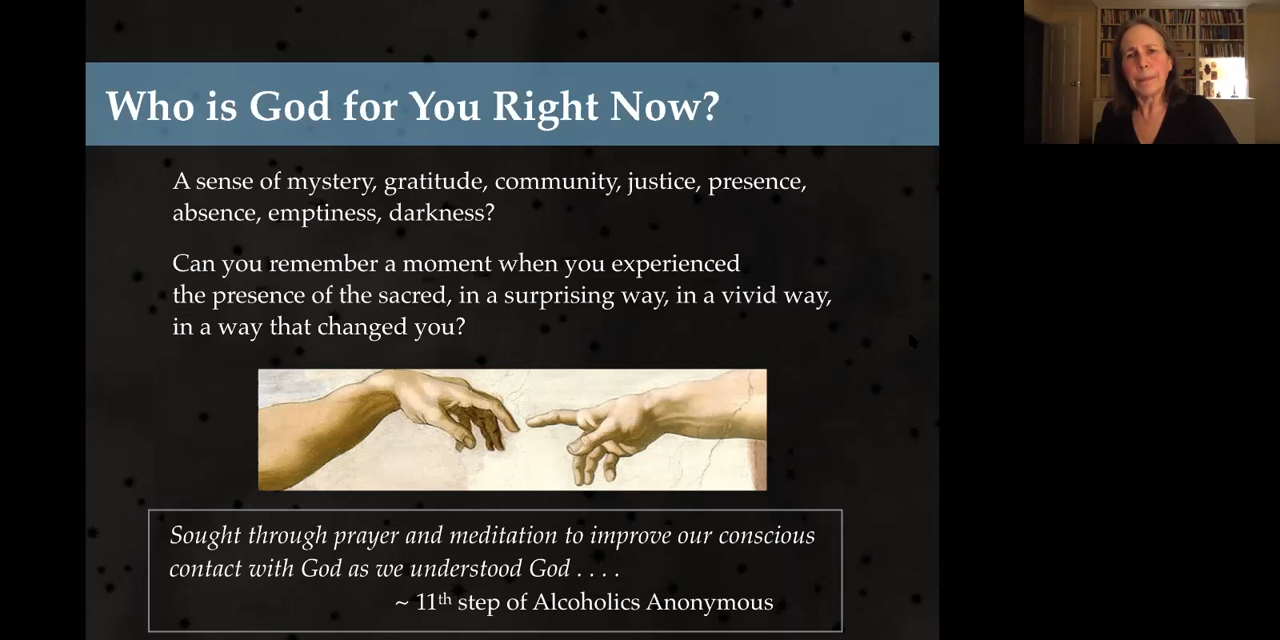 Who is God for You Right Now?
A sense of mystery, gratitude, community, justice, presence,
absence, emptiness, darkness?
Can you remember a moment when you experienced
the presence of the sacred, in a surprising way, in a vivid way,
in a way that changed you?
Sought through prayer and meditation to improve our conscious
contact with God as we understood God . . . .
~ 11th step of Alcoholics Anonymous